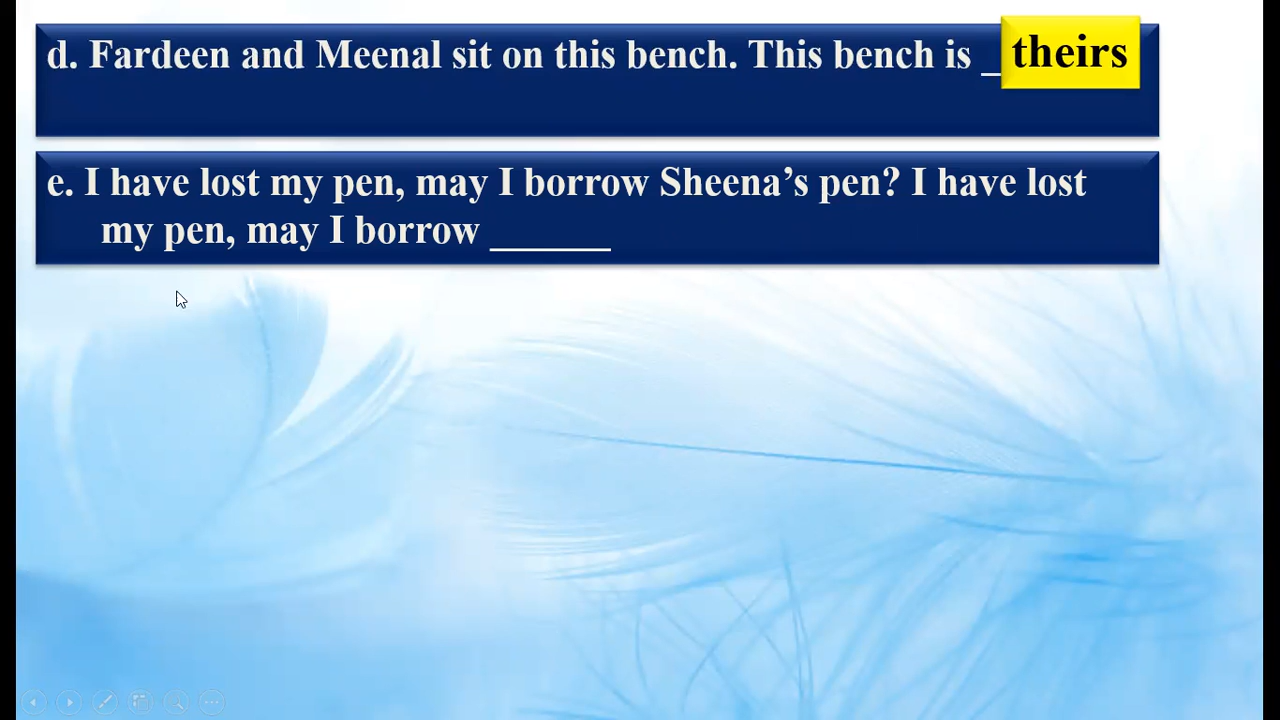 d. Fardeen and Meenal sit on this bench. This bench is _ theirs
e. I have lost my pen, may I borrow Sheena’s pen? I have lost
my pen, may I borrow ______